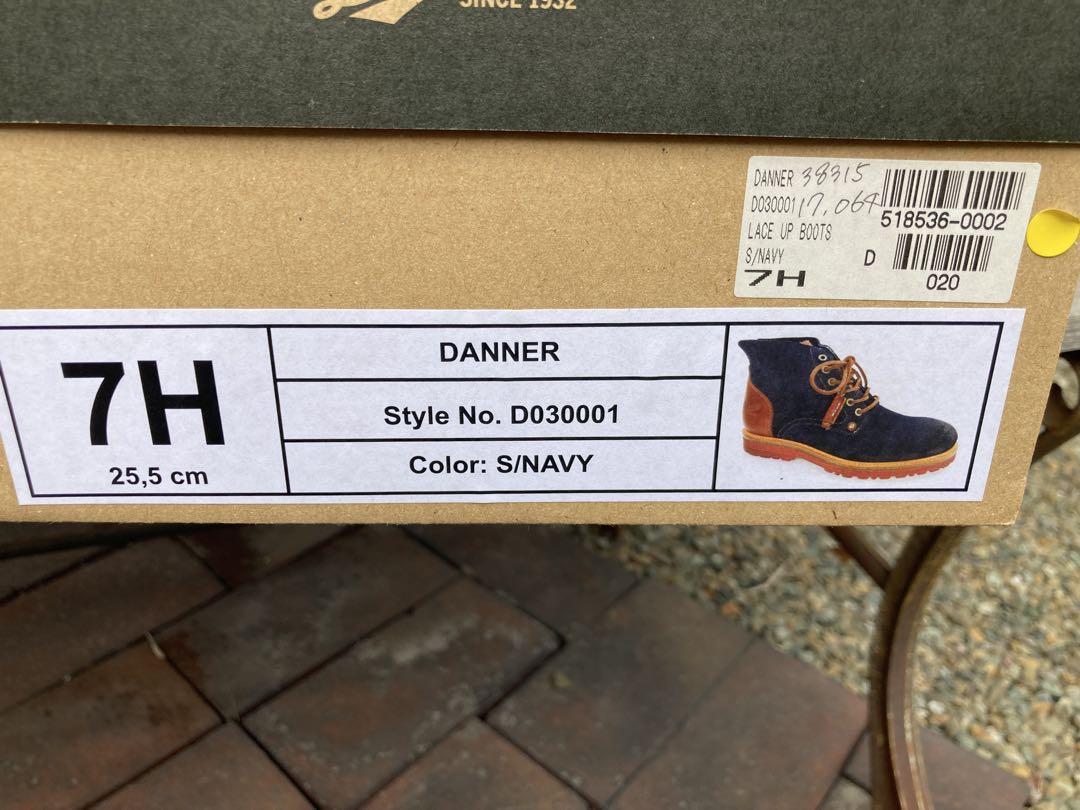 SINCE 1932
DANNER 38315
D030001 17,064
LACE UP BOOTS
S/NAVY
7H
518536-0002
D
020
7H
25,5 cm
DANNER
Style No. D030001
Color: S/NAVY